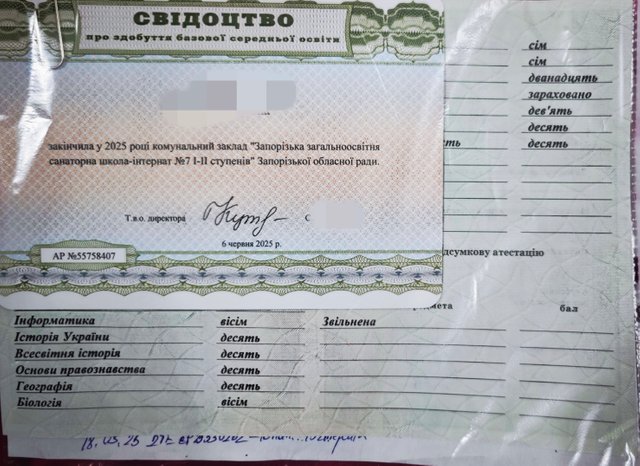 СВІДОЦТВО
про здобуття базової середньої освіти
закінчила у 2025 році комунальний заклад "Запорізька загальноосвітня
санаторна школа-інтернат №7 І-ІІ ступенів" Запорізької обласної ради.
Т.в.о. директора
С
6 червня 2025 р.
АР №55758407
сім
сім
дванадцять
зараховано
дев'ять
десять
десять
дсумкову атестацію
мета бал
Інформатика вісім Звільнена
Історія України десять
Всесвітня історія десять
Основи правознавства десять
Географія десять
Біологія вісім